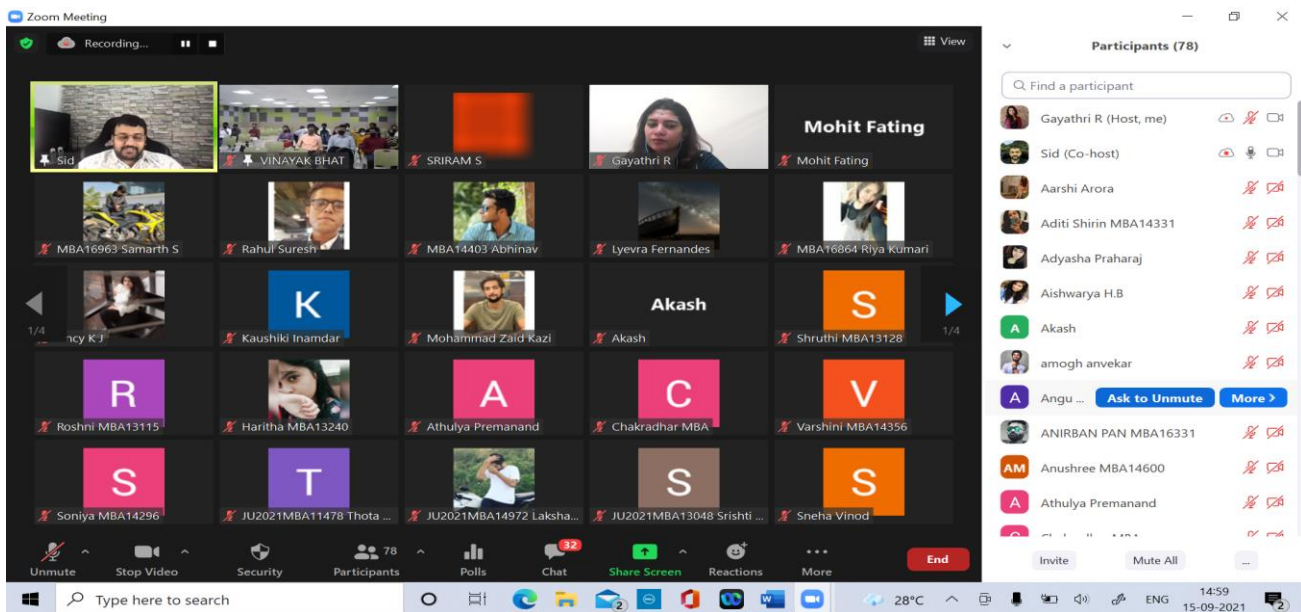 Zoom Meeting
Recording...
View
Participants (78)
Find a participant
Sid
VINAYAK BHAT
SRIRAM S
Gayathri R
Mohit Fating
Mohit Fating
MBA16963 Samarth S
Rahul Suresh
MBA14403 Abhinav
Lyevra Fernandes
MBA16864 Riya Kumari
1/4
ncy K J
K
Kaushiki Inamdar
Mohammad Zaid Kazi
Akash
Akash
S
Shruthi MBA13128
1/4
R
Roshni MBA13115
Haritha MBA13240
A
Athulya Premanand
C
Chakradhar MBA
V
Varshini MBA14356
S
Soniya MBA14296
T
JU2021MBA11478 Thota ...
JU2021MBA14972 Laksha...
S
JU2021MBA13048 Srishti ...
S
Sneha Vinod
Gayathri R (Host, me)
Sid (Co-host)
Aarshi Arora
Aditi Shirin MBA14331
Adyasha Praharaj
Aishwarya H.B
A Akash
amogh anvekar
A Angu ... Ask to Unmute More >
ANIRBAN PAN MBA16331
AM Anushree MBA14600
A Athulya Premanand
Unmute
Stop Video
Security
78
Participants
Polls
32
Chat
Share Screen
Reactions
More
End
Invite
Mute All
...
Type here to search
2
28°C
ENG
14:59
15-09-2021
2